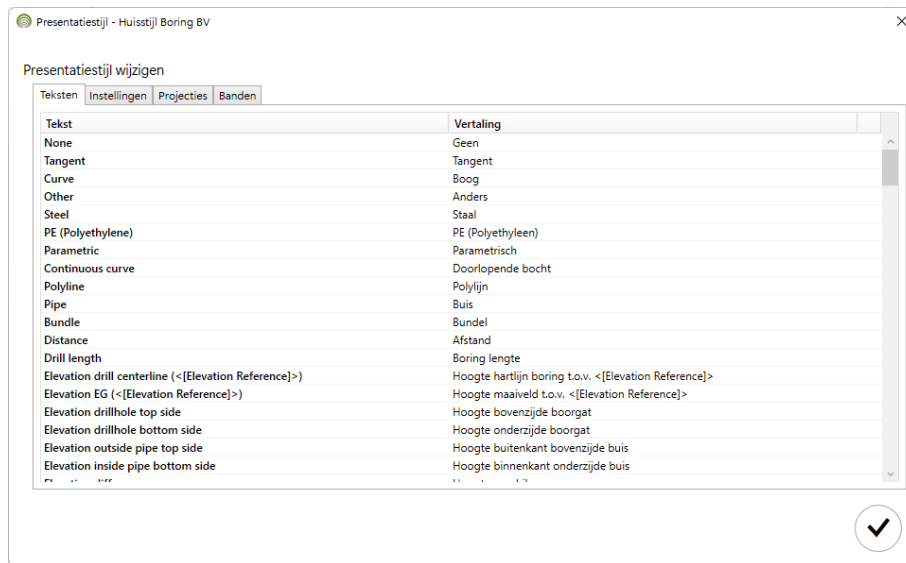 Presentatiestijl - Huisstijl Boring BV
Presentatiestijl wijzigen
Teksten Instellingen Projecties Banden
Tekst Vertaling
None Geen
Tangent Tangent
Curve Boog
Other Anders
Steel Staal
PE (Polyethylene) PE (Polyethyleen)
Parametric Parametrisch
Continuous curve Doorlopende bocht
Polyline Polylijn
Pipe Buis
Bundle Bundel
Distance Afstand
Drill length Boring lengte
Elevation drill centerline (<[Elevation Reference]>) Hoogte hartlijn boring t.o.v. <[Elevation Reference]>
Elevation EG (<[Elevation Reference]>) Hoogte maaiveld t.o.v. <[Elevation Reference]>
Elevation drillhole top side Hoogte bovenzijde boorgat
Elevation drillhole bottom side Hoogte onderzijde boorgat
Elevation outside pipe top side Hoogte buitenkant bovenzijde buis
Elevation inside pipe bottom side Hoogte binnenkant onderzijde buis